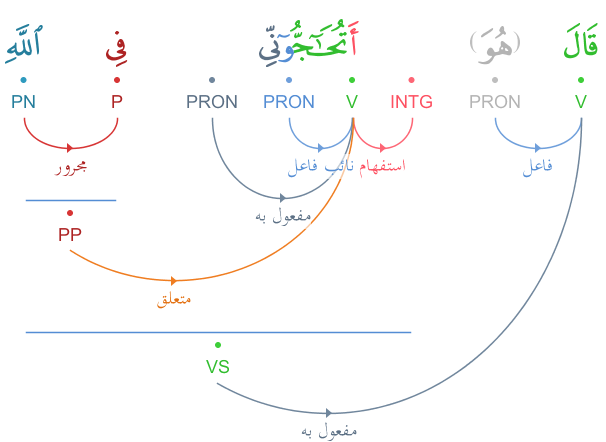 قَالَ (هُوَ) أَتُحَـٰٓجُّوٓنِّى فِى ٱللَّهِ
V PRON INTG V PRON PRON P PN
فاعل استفهام نائب فاعل مجرور
مفعول به
PP
متعلق
VS
مفعول به